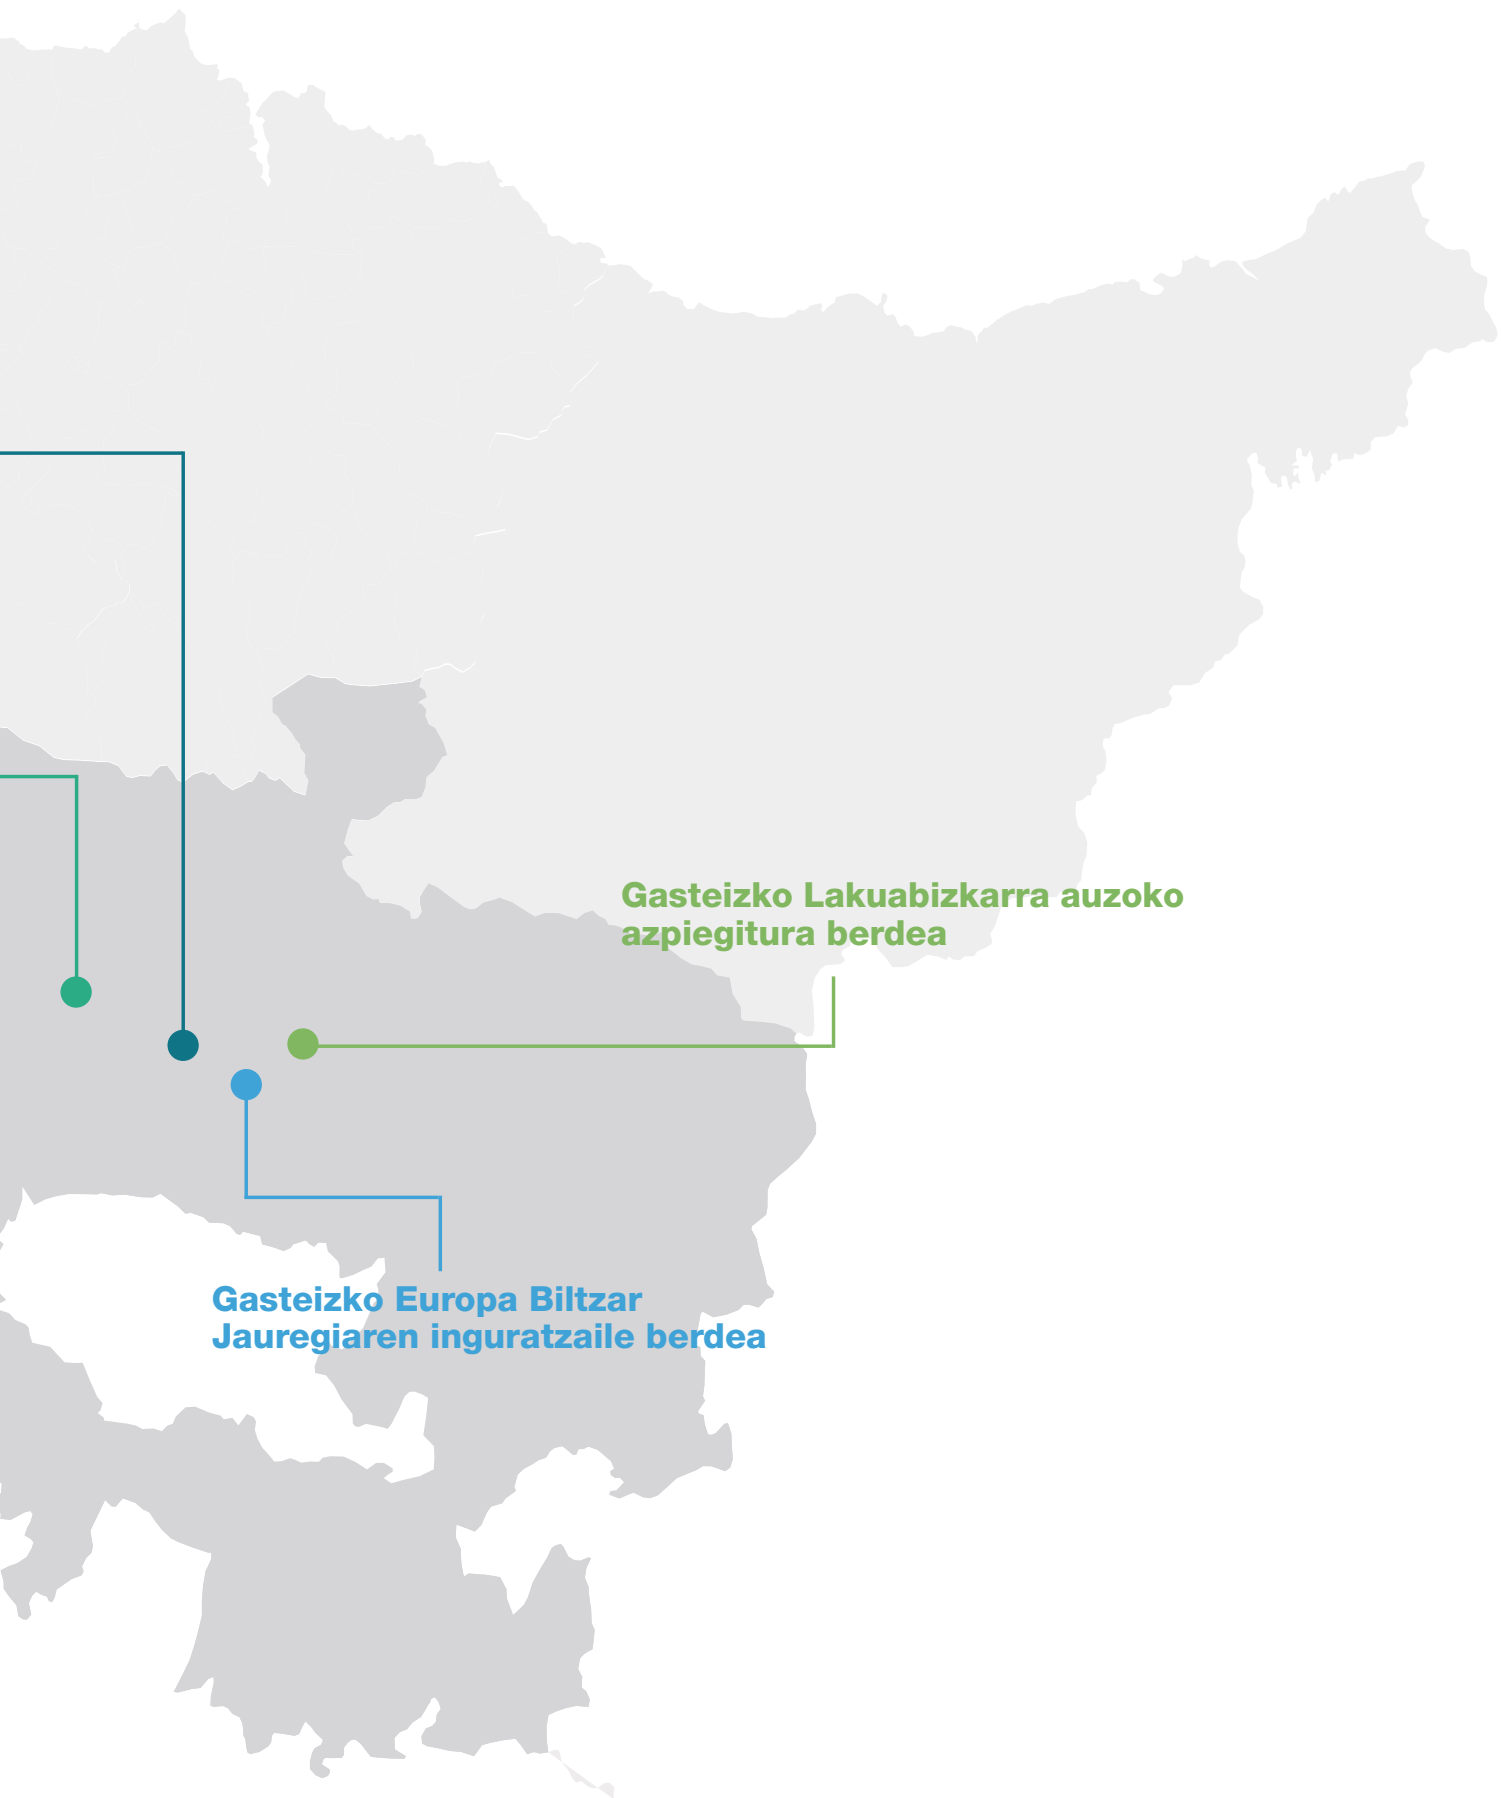 Gasteizko Lakuabizkarra auzoko
azpiegitura berdea
Gasteizko Europa Biltzar
Jauregiaren inguratzaile berdea